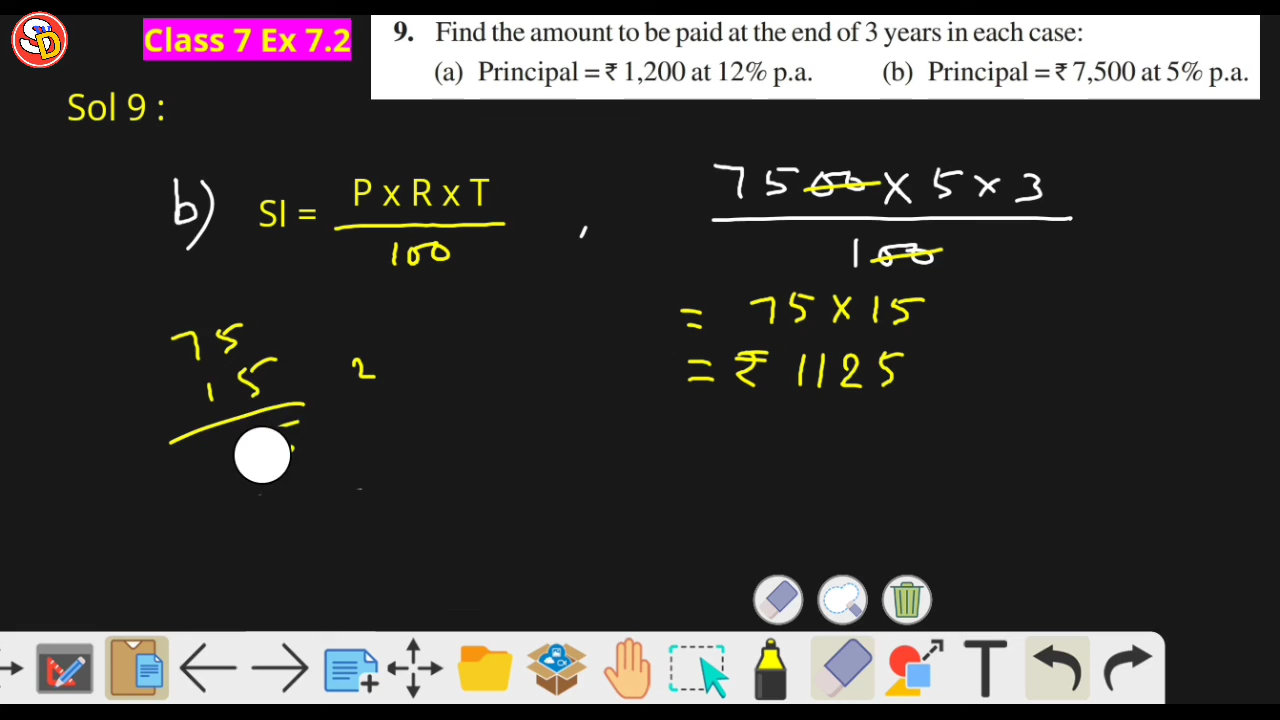 SD
Class 7 Ex 7.2
9. Find the amount to be paid at the end of 3 years in each case:
(a) Principal = ₹ 1,200 at 12% p.a. (b) Principal = ₹ 7,500 at 5% p.a.
Sol 9 :
b) SI = P x R x T / 100 , 7500 x 5 x 3 / 100
= 75 x 15
= ₹ 1125
75
15 2
T